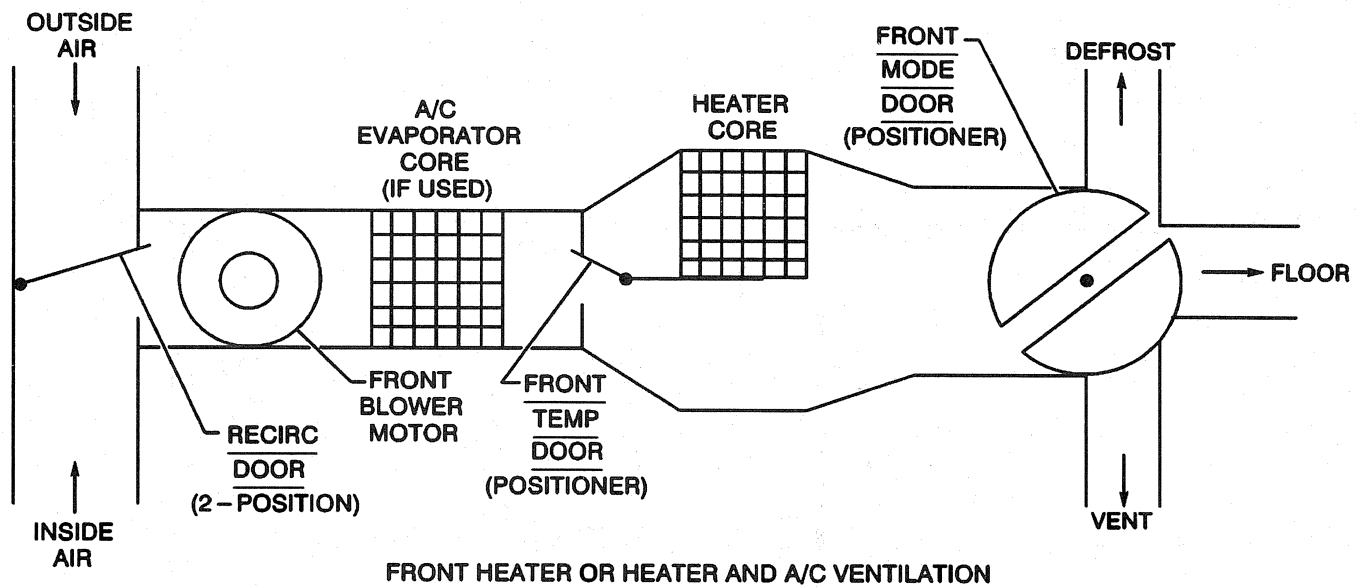 OUTSIDE
AIR
A/C
EVAPORATOR
CORE
(IF USED)
HEATER
CORE
FRONT
MODE
DOOR
(POSITIONER)
DEFROST
FLOOR
RECIRC
DOOR
(2-POSITION)
FRONT
BLOWER
MOTOR
FRONT
TEMP
DOOR
(POSITIONER)
INSIDE
AIR
VENT
FRONT HEATER OR HEATER AND A/C VENTILATION